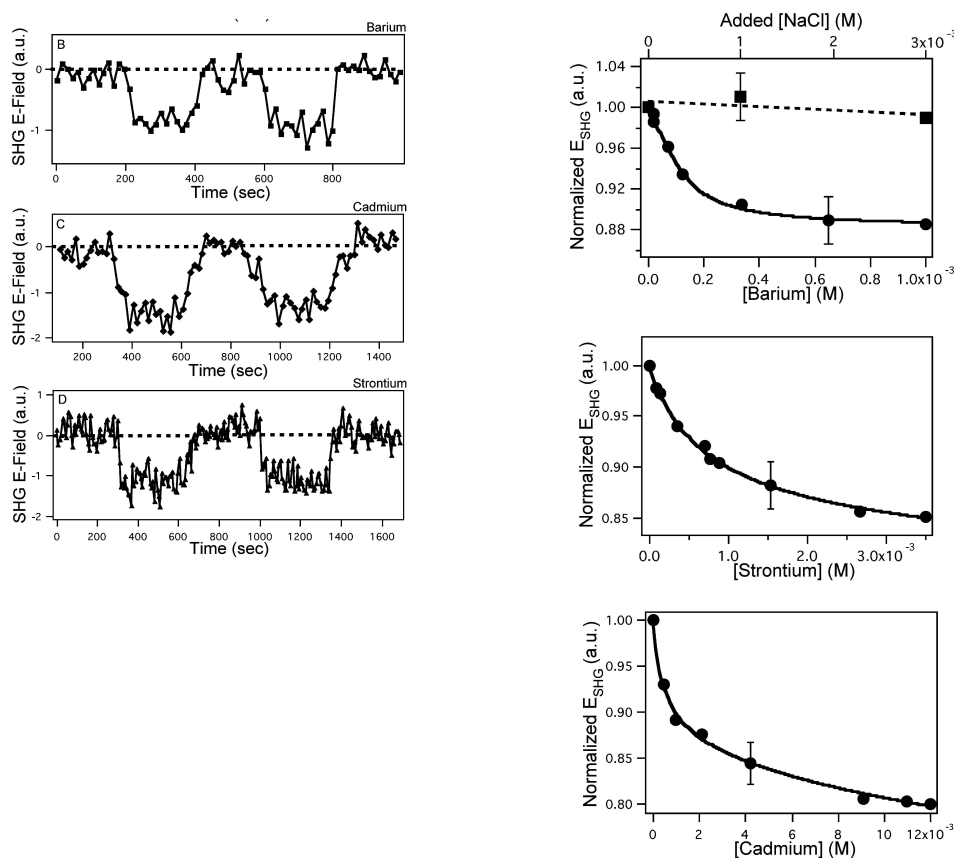 Barium
B
SHG E-Field (a.u.)
0
-1
0 200 400 600 800
Time (sec)
Cadmium
C
SHG E-Field (a.u.)
0
-1
-2
200 400 600 800 1000 1200 1400
Time (sec)
Strontium
D
SHG E-Field (a.u.)
1
0
-1
-2
0 200 400 600 800 1000 1200 1400 1600
Time (sec)
Added [NaCl] (M)
0 1 2 3x10⁻³
Normalized E_SHG (a.u.)
1.04
1.00
0.96
0.92
0.88
0.0 0.2 0.4 0.6 0.8 1.0x10⁻³
[Barium] (M)
Normalized E_SHG (a.u.)
1.00
0.95
0.90
0.85
0.0 1.0 2.0 3.0x10⁻³
[Strontium] (M)
Normalized E_SHG (a.u.)
1.00
0.95
0.90
0.85
0.80
0 2 4 6 8 10 12x10⁻³
[Cadmium] (M)